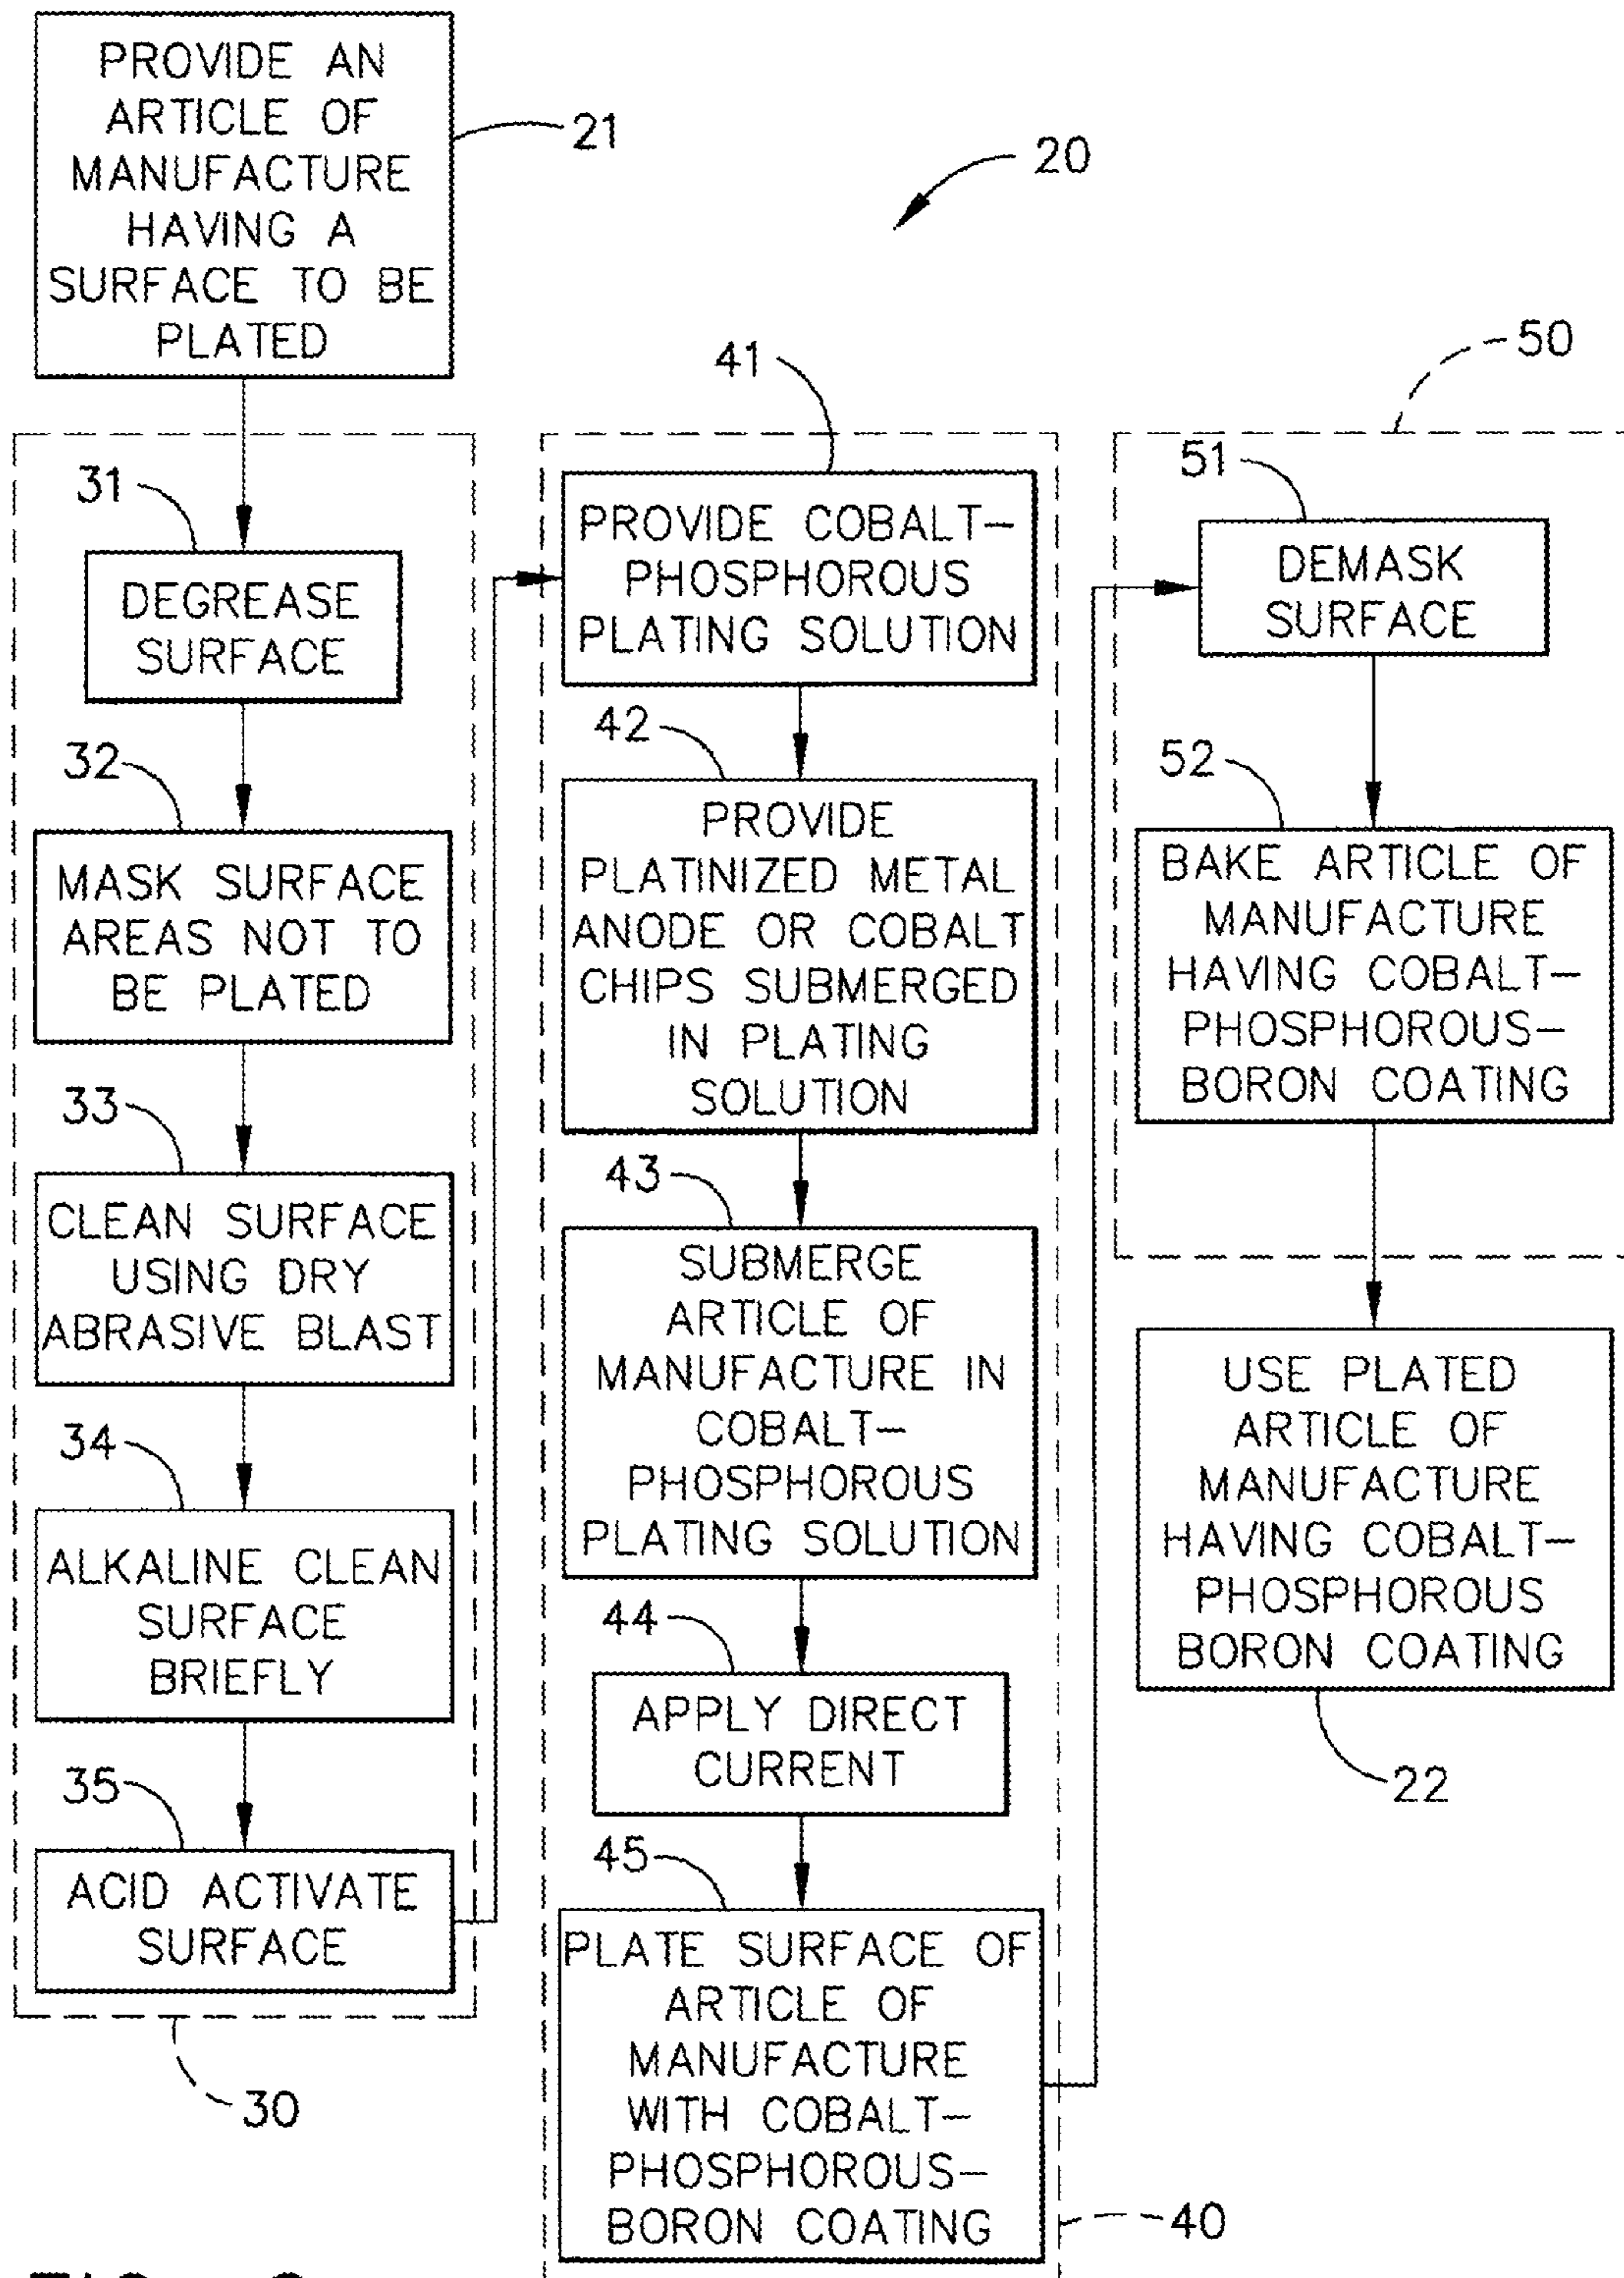 PROVIDE AN
ARTICLE OF
MANUFACTURE
HAVING A
SURFACE TO BE
PLATED
21
20
31
DEGREASE
SURFACE
32
MASK SURFACE
AREAS NOT TO
BE PLATED
33
CLEAN SURFACE
USING DRY
ABRASIVE BLAST
34
ALKALINE CLEAN
SURFACE
BRIEFLY
35
ACID ACTIVATE
SURFACE
30
41
PROVIDE COBALT–
PHOSPHOROUS
PLATING SOLUTION
42
PROVIDE
PLATINIZED METAL
ANODE OR COBALT
CHIPS SUBMERGED
IN PLATING
SOLUTION
43
SUBMERGE
ARTICLE OF
MANUFACTURE IN
COBALT–
PHOSPHOROUS
PLATING SOLUTION
44
APPLY DIRECT
CURRENT
45
PLATE SURFACE OF
ARTICLE OF
MANUFACTURE
WITH COBALT–
PHOSPHOROUS–
BORON COATING
40
50
51
DEMASK
SURFACE
52
BAKE ARTICLE OF
MANUFACTURE
HAVING COBALT–
PHOSPHOROUS–
BORON COATING
USE PLATED
ARTICLE OF
MANUFACTURE
HAVING COBALT–
PHOSPHOROUS
BORON COATING
22